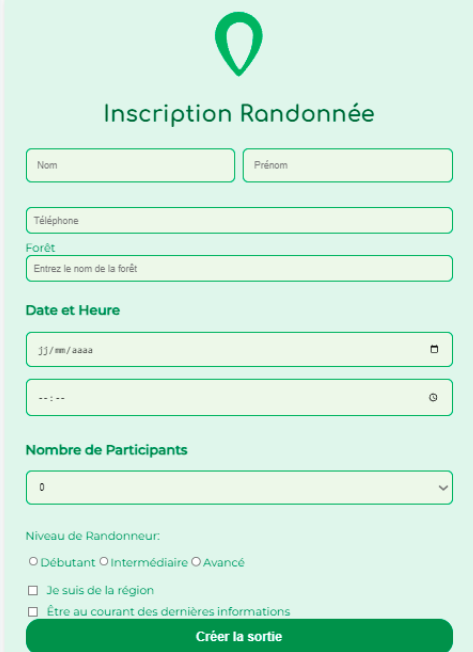 Inscription Randonnée
Nom Prénom
Téléphone
Forêt
Entrez le nom de la forêt
Date et Heure
jj/mm/aaaa
--:--
Nombre de Participants
0
Niveau de Randonneur:
Débutant Intermédiaire Avancé
Je suis de la région
Être au courant des dernières informations
Créer la sortie